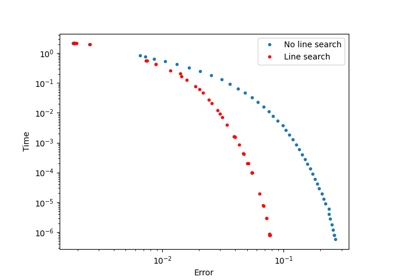 No line search
Line search
Time
10⁰
10⁻¹
10⁻²
10⁻³
10⁻⁴
10⁻⁵
10⁻⁶
10⁻²
10⁻¹
Error